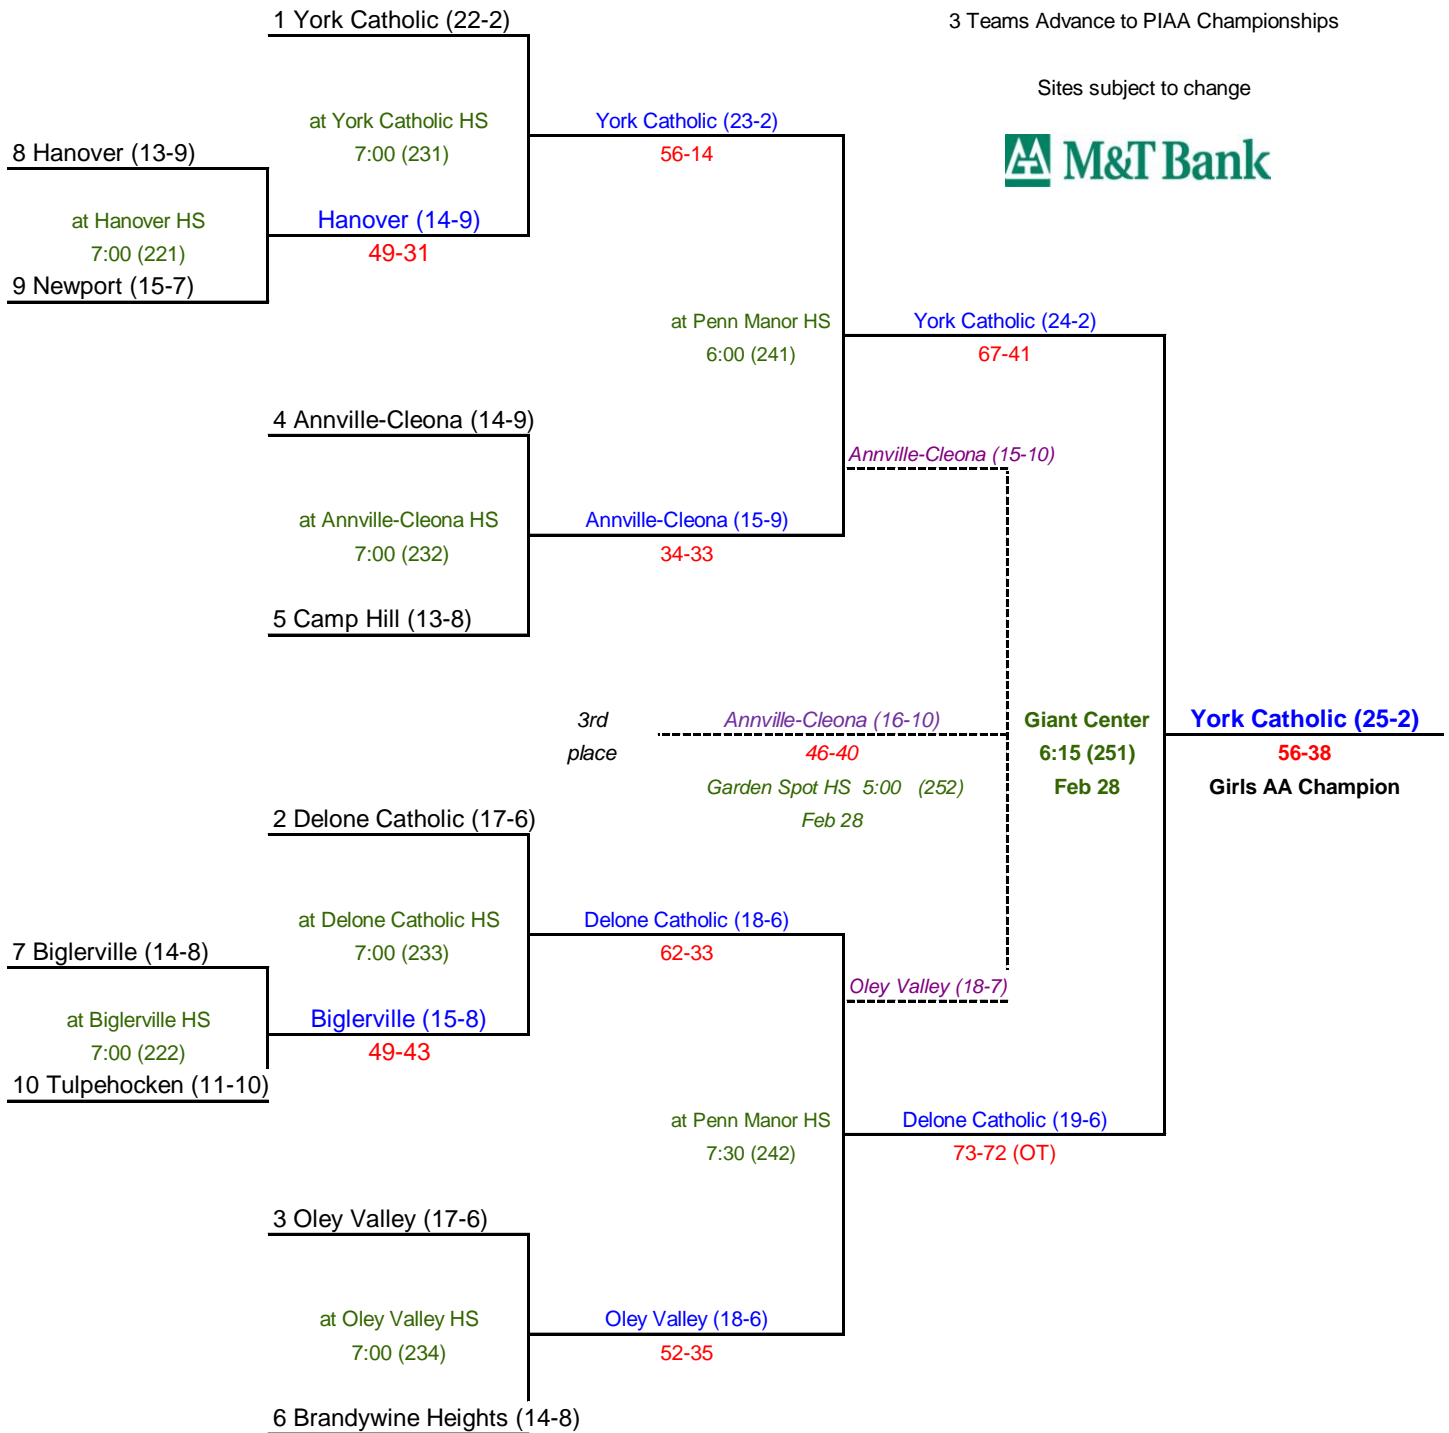 1 York Catholic (22-2)
3 Teams Advance to PIAA Championships
Sites subject to change
M&T Bank
at York Catholic HS
7:00 (231)
York Catholic (23-2)
56-14
8 Hanover (13-9)
at Hanover HS
7:00 (221)
Hanover (14-9)
49-31
9 Newport (15-7)
at Penn Manor HS
6:00 (241)
York Catholic (24-2)
67-41
4 Annville-Cleona (14-9)
Annville-Cleona (15-10)
at Annville-Cleona HS
7:00 (232)
Annville-Cleona (15-9)
34-33
5 Camp Hill (13-8)
3rd
place
Annville-Cleona (16-10)
46-40
Garden Spot HS 5:00 (252)
Feb 28
Giant Center
6:15 (251)
Feb 28
York Catholic (25-2)
56-38
Girls AA Champion
2 Delone Catholic (17-6)
at Delone Catholic HS
7:00 (233)
Delone Catholic (18-6)
62-33
7 Biglerville (14-8)
Oley Valley (18-7)
at Biglerville HS
7:00 (222)
Biglerville (15-8)
49-43
10 Tulpehocken (11-10)
at Penn Manor HS
7:30 (242)
Delone Catholic (19-6)
73-72 (OT)
3 Oley Valley (17-6)
at Oley Valley HS
7:00 (234)
Oley Valley (18-6)
52-35
6 Brandywine Heights (14-8)